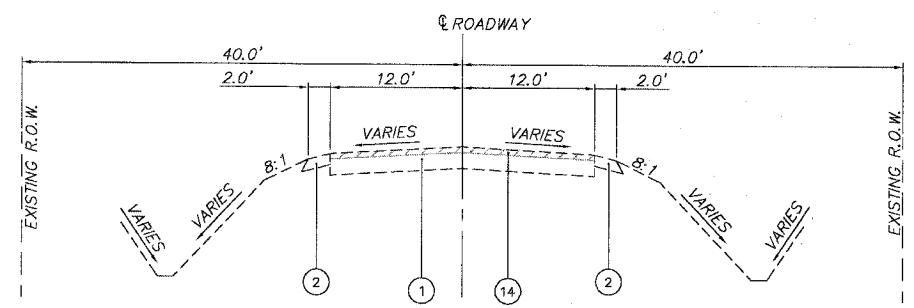 ℄ ROADWAY
40.0' 40.0'
2.0' 12.0' 12.0' 2.0'
EXISTING R.O.W.
EXISTING R.O.W.
VARIES VARIES
8:1 8:1
VARIES VARIES VARIES VARIES
2 1 14 2